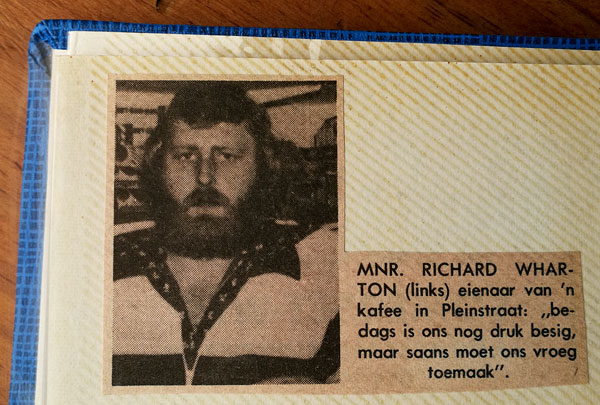 MNR. RICHARD WHAR-
TON (links) eienaar van 'n
kafee in Pleinstraat: „be-
dags is ons nog druk besig,
maar saans moet ons vroeg
toemaak”.